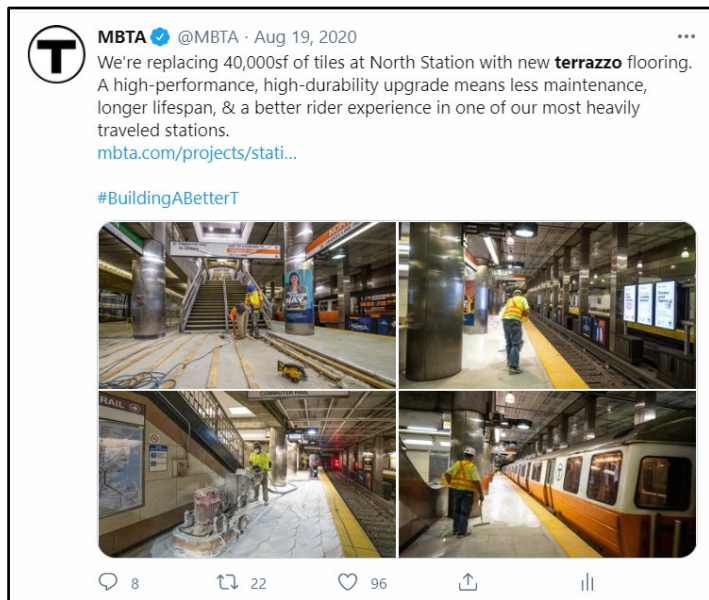 MBTA @MBTA · Aug 19, 2020
We're replacing 40,000sf of tiles at North Station with new terrazzo flooring.
A high-performance, high-durability upgrade means less maintenance,
longer lifespan, & a better rider experience in one of our most heavily
traveled stations.
mbta.com/projects/stati...
#BuildingABetterT
COMMUTER RAIL
RAIL
8 22 96